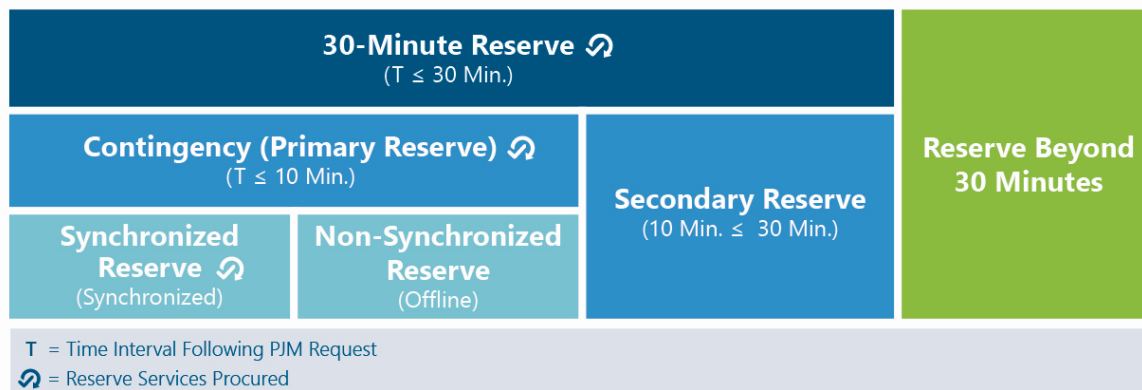 30-Minute Reserve
(T ≤ 30 Min.)
Contingency (Primary Reserve)
(T ≤ 10 Min.)
Synchronized
Reserve
(Synchronized)
Non-Synchronized
Reserve
(Offline)
Secondary Reserve
(10 Min. ≤ 30 Min.)
Reserve Beyond
30 Minutes
T = Time Interval Following PJM Request
= Reserve Services Procured